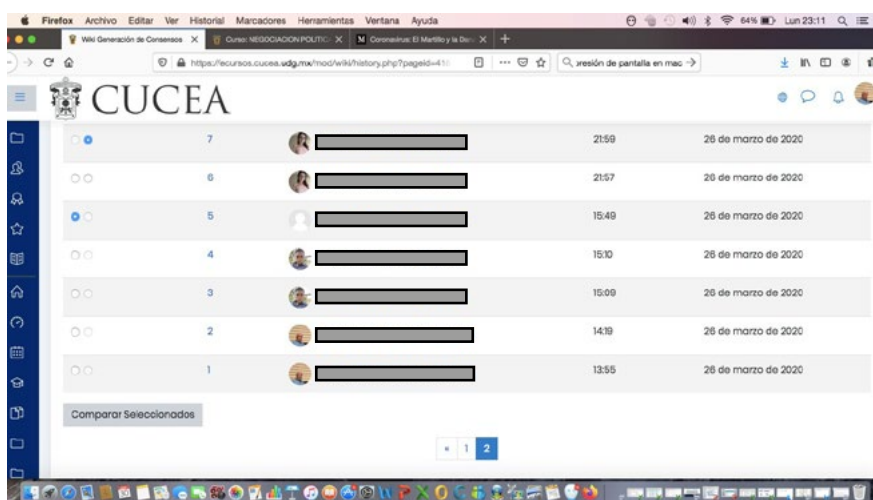 Firefox Archivo Editar Ver Historial Marcadores Herramientas Ventana Ayuda 64% Lun 23:11
Wiki Generación de Consensos Curso: NEGOCIACION POLITIC Coronavirus: El Martillo y la Dan
https://ecursos.cucea.udg.mx/mod/wiki/history.php?pageid=41 presión de pantalla en mac
CUCEA
7 21:59 26 de marzo de 2020
6 21:57 26 de marzo de 2020
5 15:49 26 de marzo de 2020
4 15:10 26 de marzo de 2020
3 15:09 26 de marzo de 2020
2 14:19 26 de marzo de 2020
1 13:55 26 de marzo de 2020
Comparar Seleccionados
« 1 2